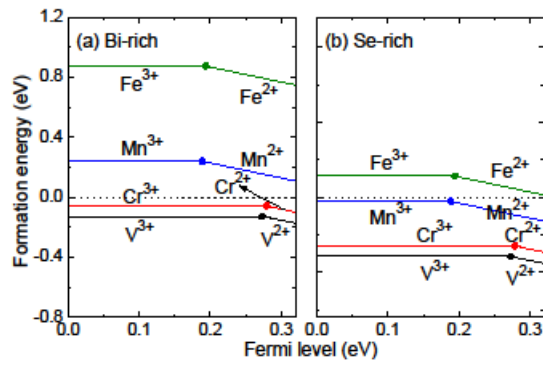 (a) Bi-rich
(b) Se-rich
Formation energy (eV)
1.2
0.8
0.4
0.0
-0.4
-0.8
Fe³⁺
Fe²⁺
Mn³⁺
Mn²⁺
Cr²⁺
Cr³⁺
V³⁺
V²⁺
Fe³⁺
Fe²⁺
Mn³⁺
Mn²⁺
Cr³⁺
Cr²⁺
V³⁺
V²⁺
0.0 0.1 0.2 0.3
0.0 0.1 0.2 0.3
Fermi level (eV)